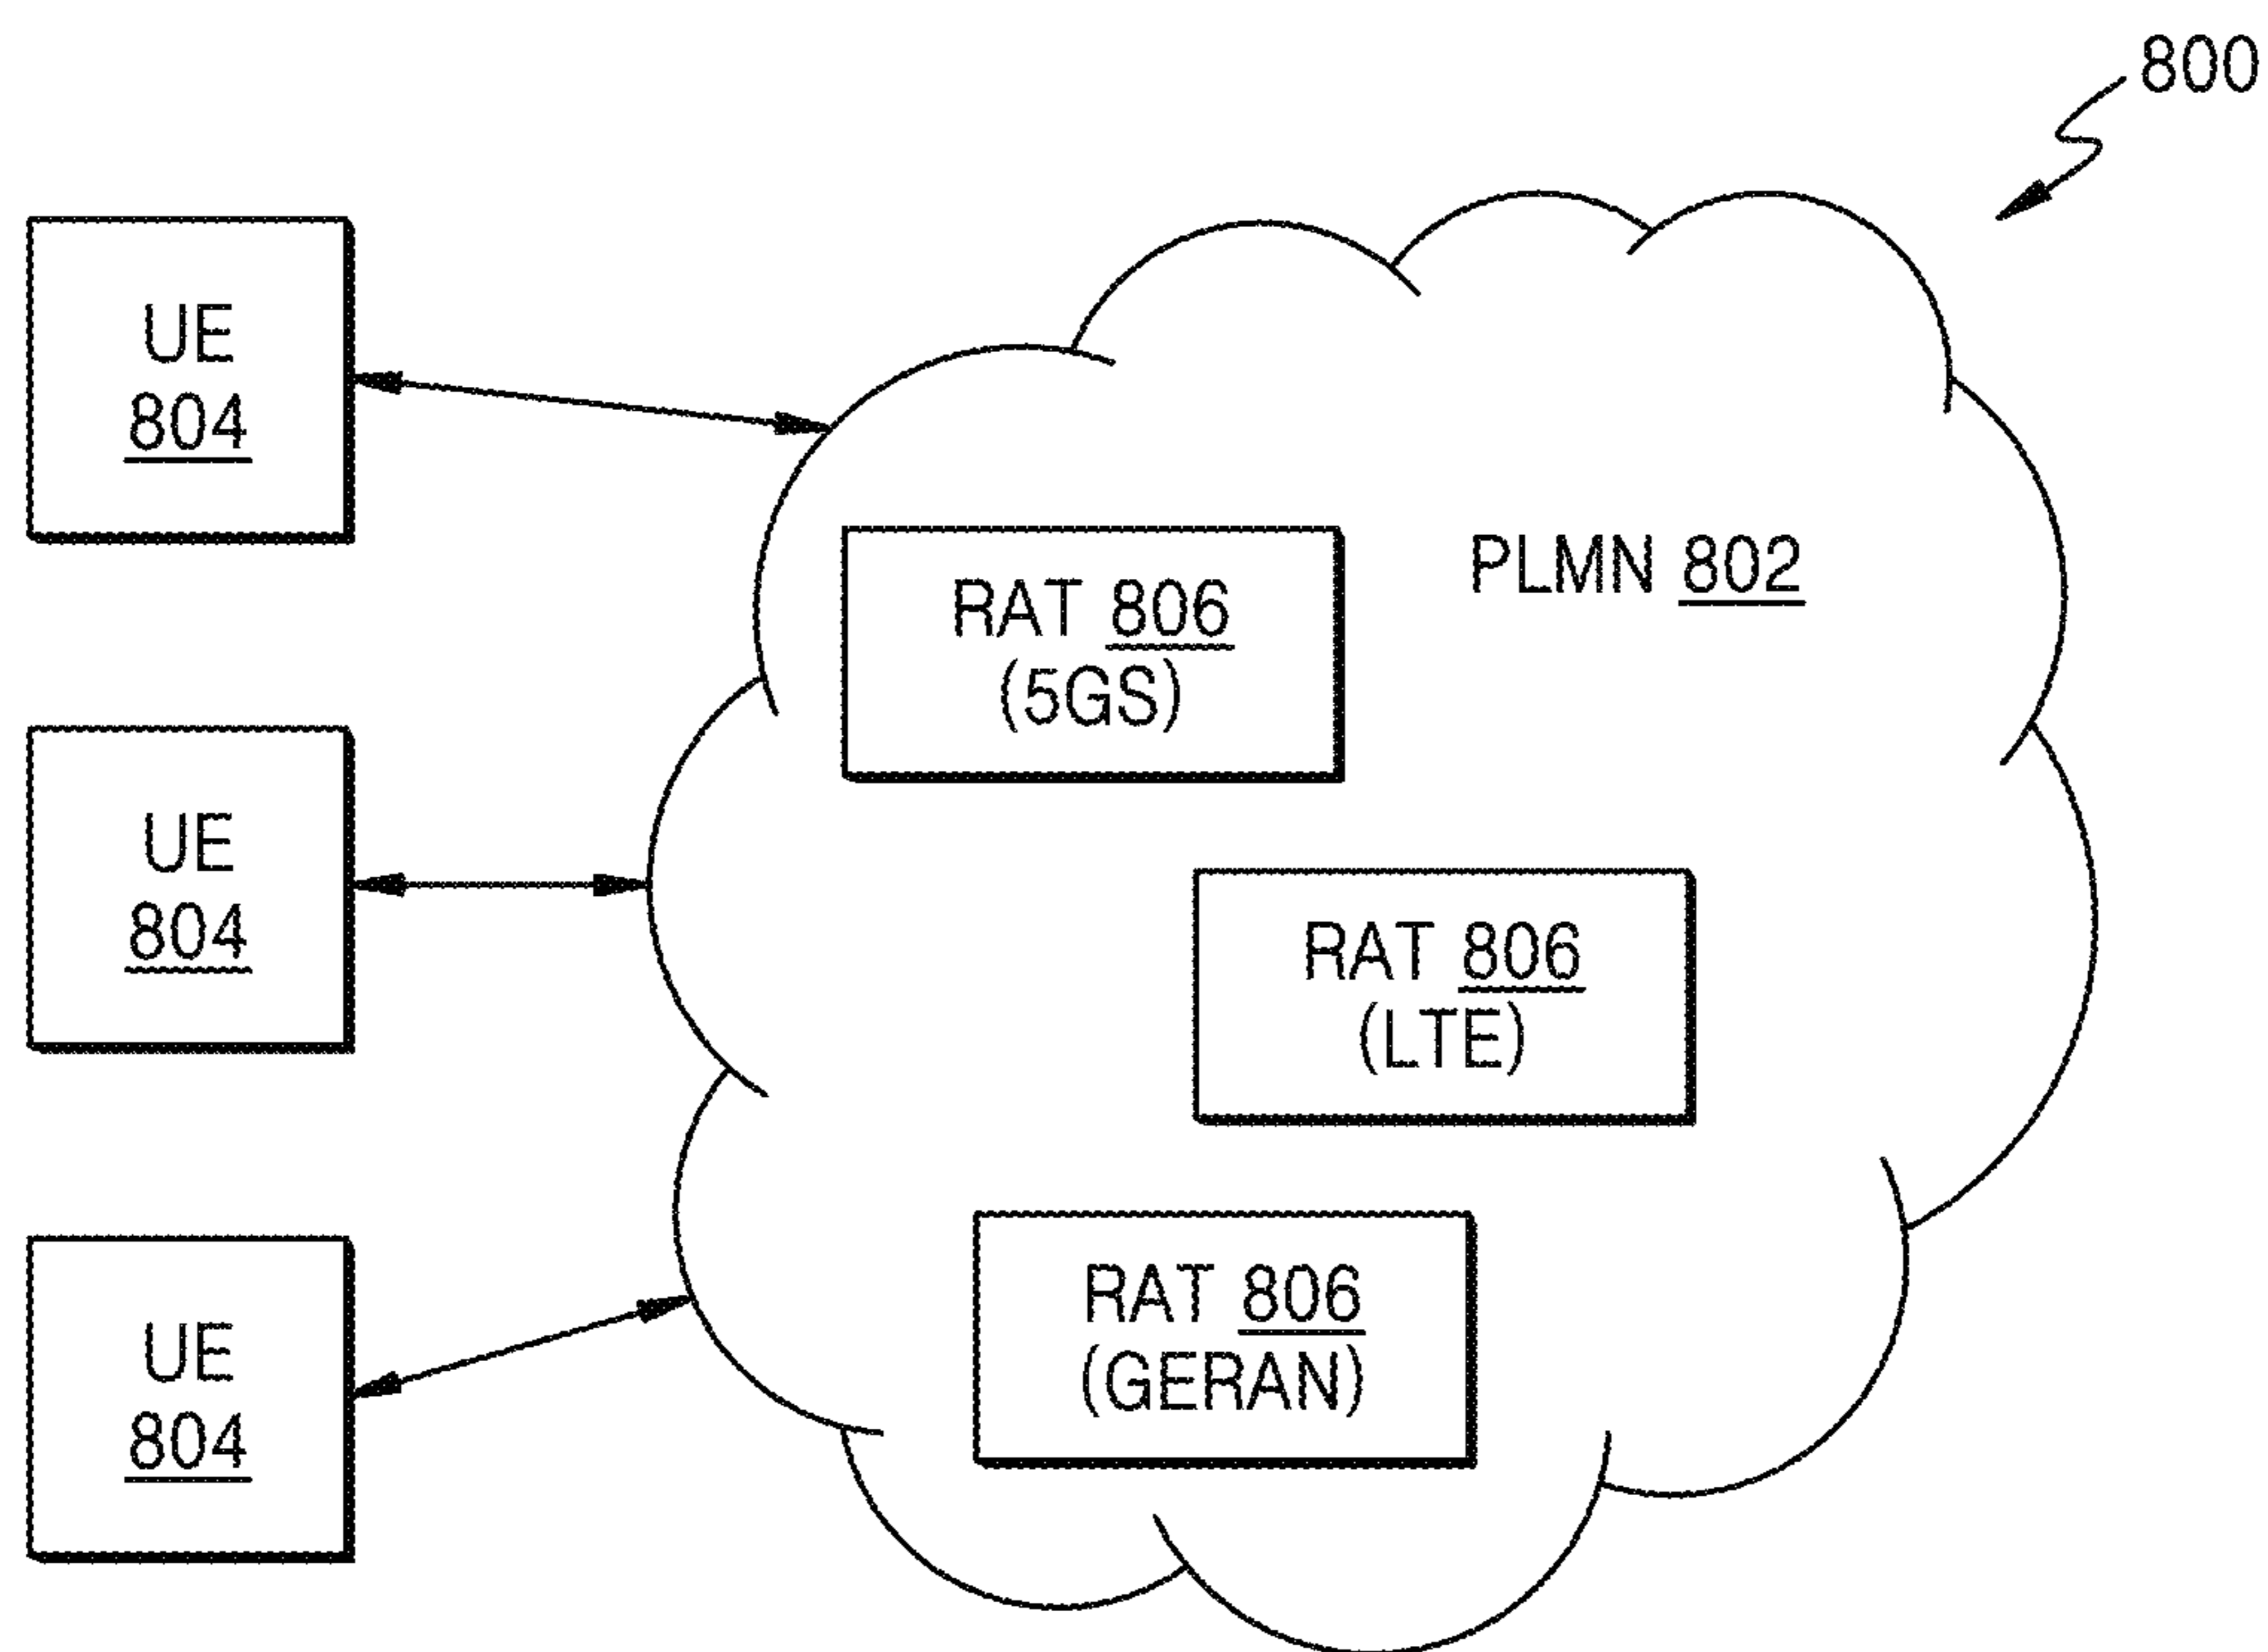 800
UE
804
PLMN 802
RAT 806
(5GS)
UE
804
RAT 806
(LTE)
RAT 806
(GERAN)
UE
804